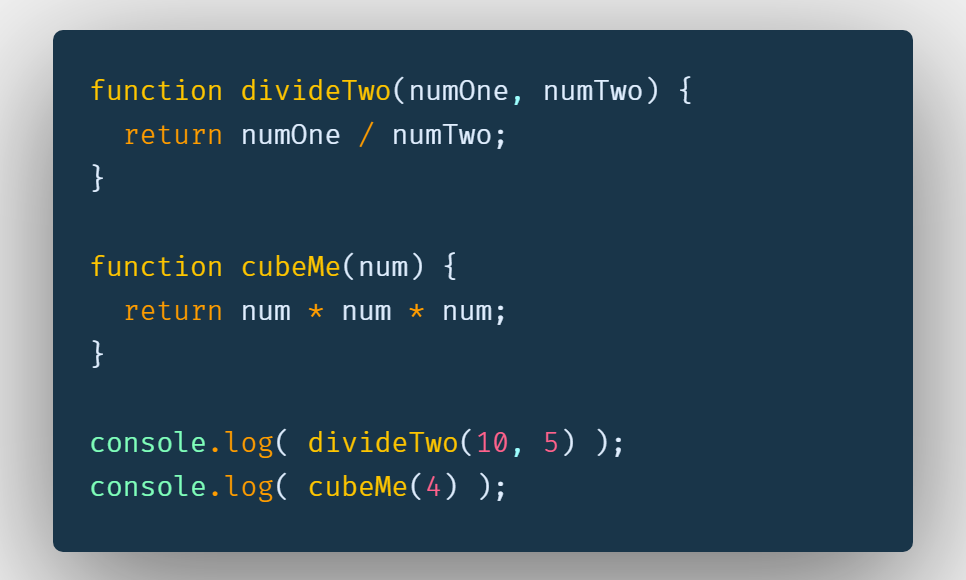 function divideTwo(numOne, numTwo) {
  return numOne / numTwo;
}

function cubeMe(num) {
  return num * num * num;
}

console.log( divideTwo(10, 5) );
console.log( cubeMe(4) );